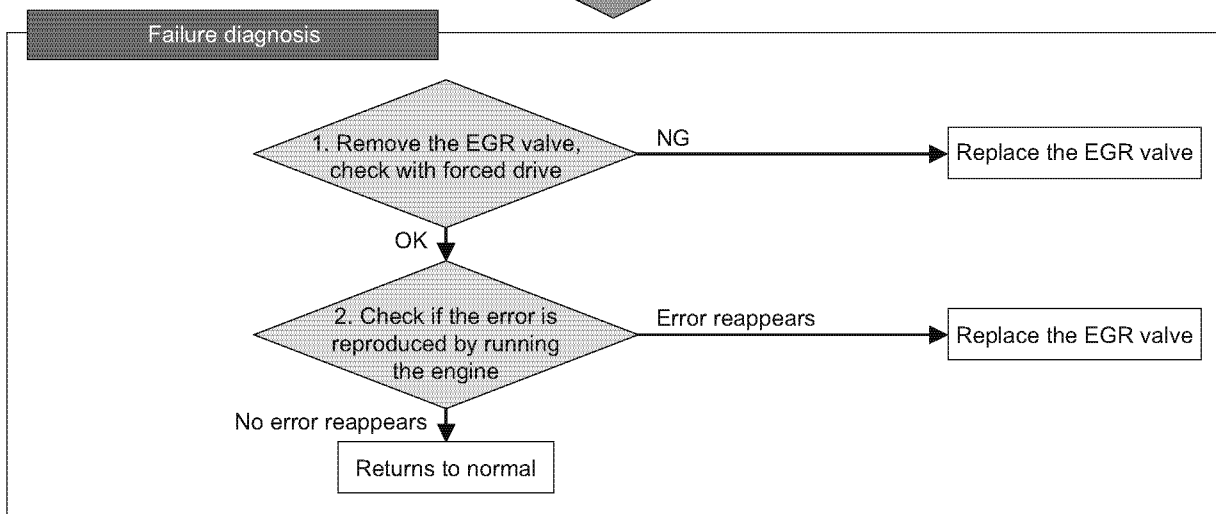 Failure diagnosis
1. Remove the EGR valve,
check with forced drive
NG
Replace the EGR valve
OK
2. Check if the error is
reproduced by running
the engine
Error reappears
Replace the EGR valve
No error reappears
Returns to normal